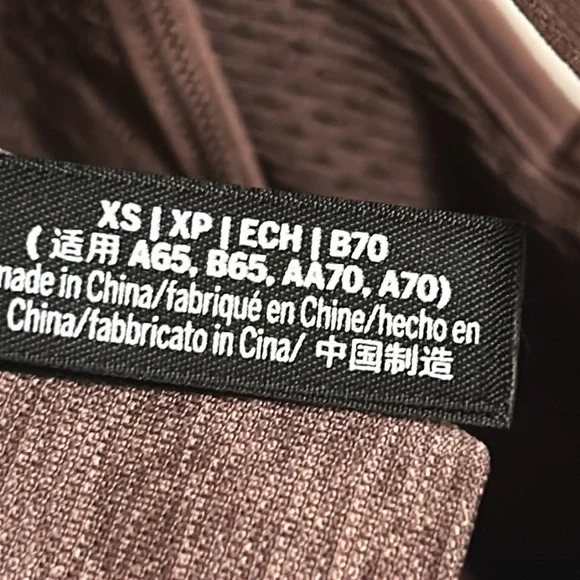 XS | XP | ECH | B70
( 适用 A65, B65, AA70, A70)
made in China/fabriqué en Chine/hecho en
China/fabbricato in Cina/ 中国制造